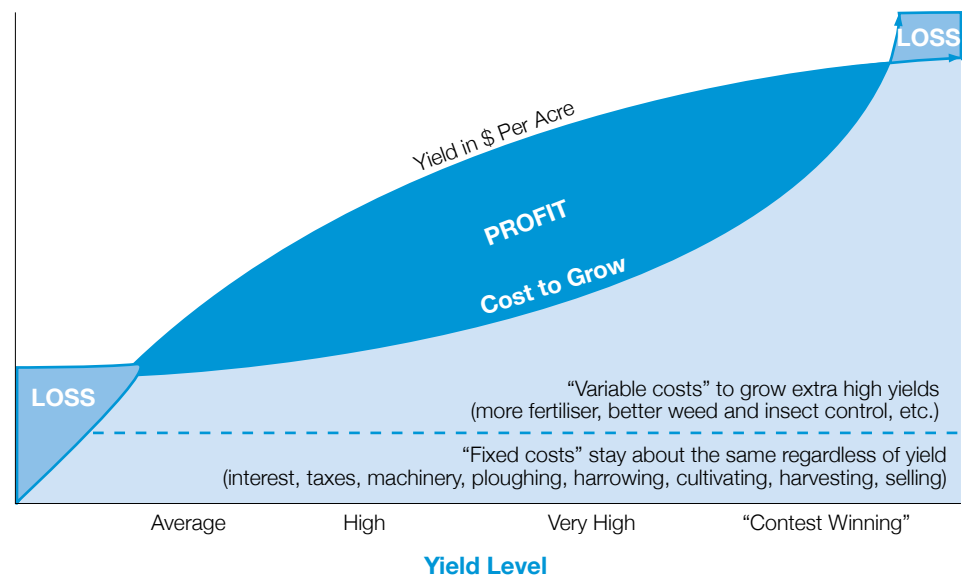 LOSS
Yield in $ Per Acre
PROFIT
Cost to Grow
LOSS
“Variable costs” to grow extra high yields
(more fertiliser, better weed and insect control, etc.)
“Fixed costs” stay about the same regardless of yield
(interest, taxes, machinery, ploughing, harrowing, cultivating, harvesting, selling)
Average High Very High “Contest Winning”
Yield Level